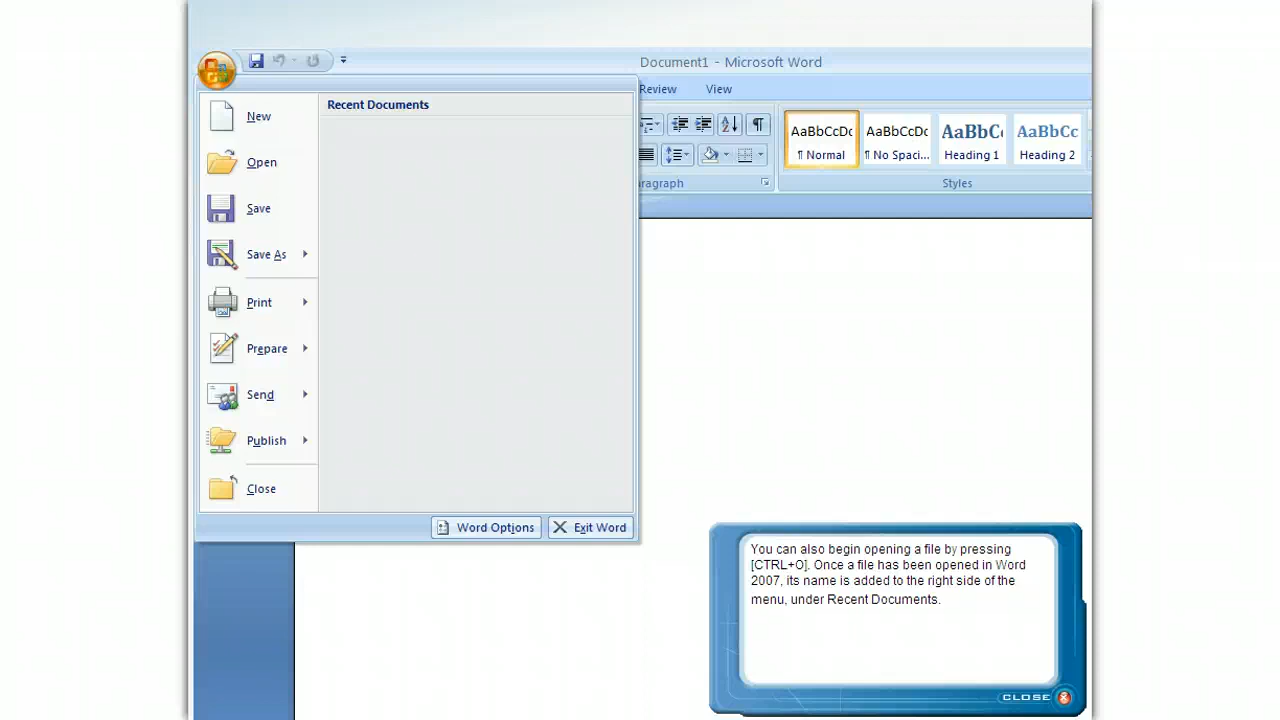 Document1 - Microsoft Word
Review View
New
Recent Documents
Open
Save
Save As
Print
Prepare
Send
Publish
Close
Word Options
Exit Word
AaBbCcDc
¶ Normal
AaBbCcDc
¶ No Spaci...
AaBbCc
Heading 1
AaBbCc
Heading 2
aragraph
Styles
You can also begin opening a file by pressing
[CTRL+O]. Once a file has been opened in Word
2007, its name is added to the right side of the
menu, under Recent Documents.
CLOSE